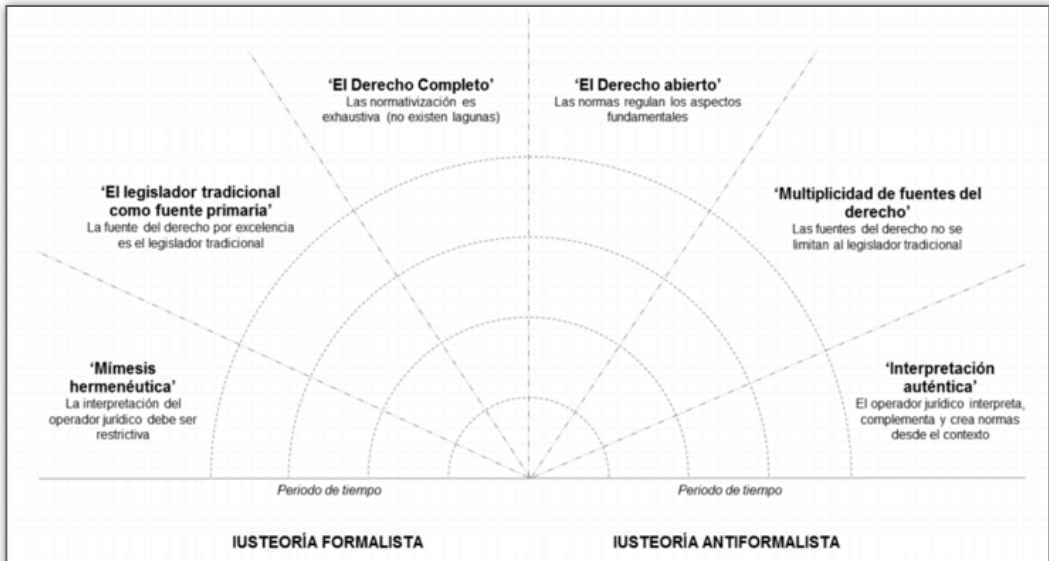 ‘El Derecho Completo’
Las normativización es
exhaustiva (no existen lagunas)
‘El Derecho abierto’
Las normas regulan los aspectos
fundamentales
‘El legislador tradicional
como fuente primaria’
La fuente del derecho por excelencia
es el legislador tradicional
‘Multiplicidad de fuentes del
derecho’
Las fuentes del derecho no se
limitan al legislador tradicional
‘Mímesis
hermenéutica’
La interpretación del
operador jurídico debe ser
restrictiva
‘Interpretación
auténtica’
El operador jurídico interpreta,
complementa y crea normas
desde el contexto
Periodo de tiempo
Periodo de tiempo
IUSTEORÍA FORMALISTA
IUSTEORÍA ANTIFORMALISTA